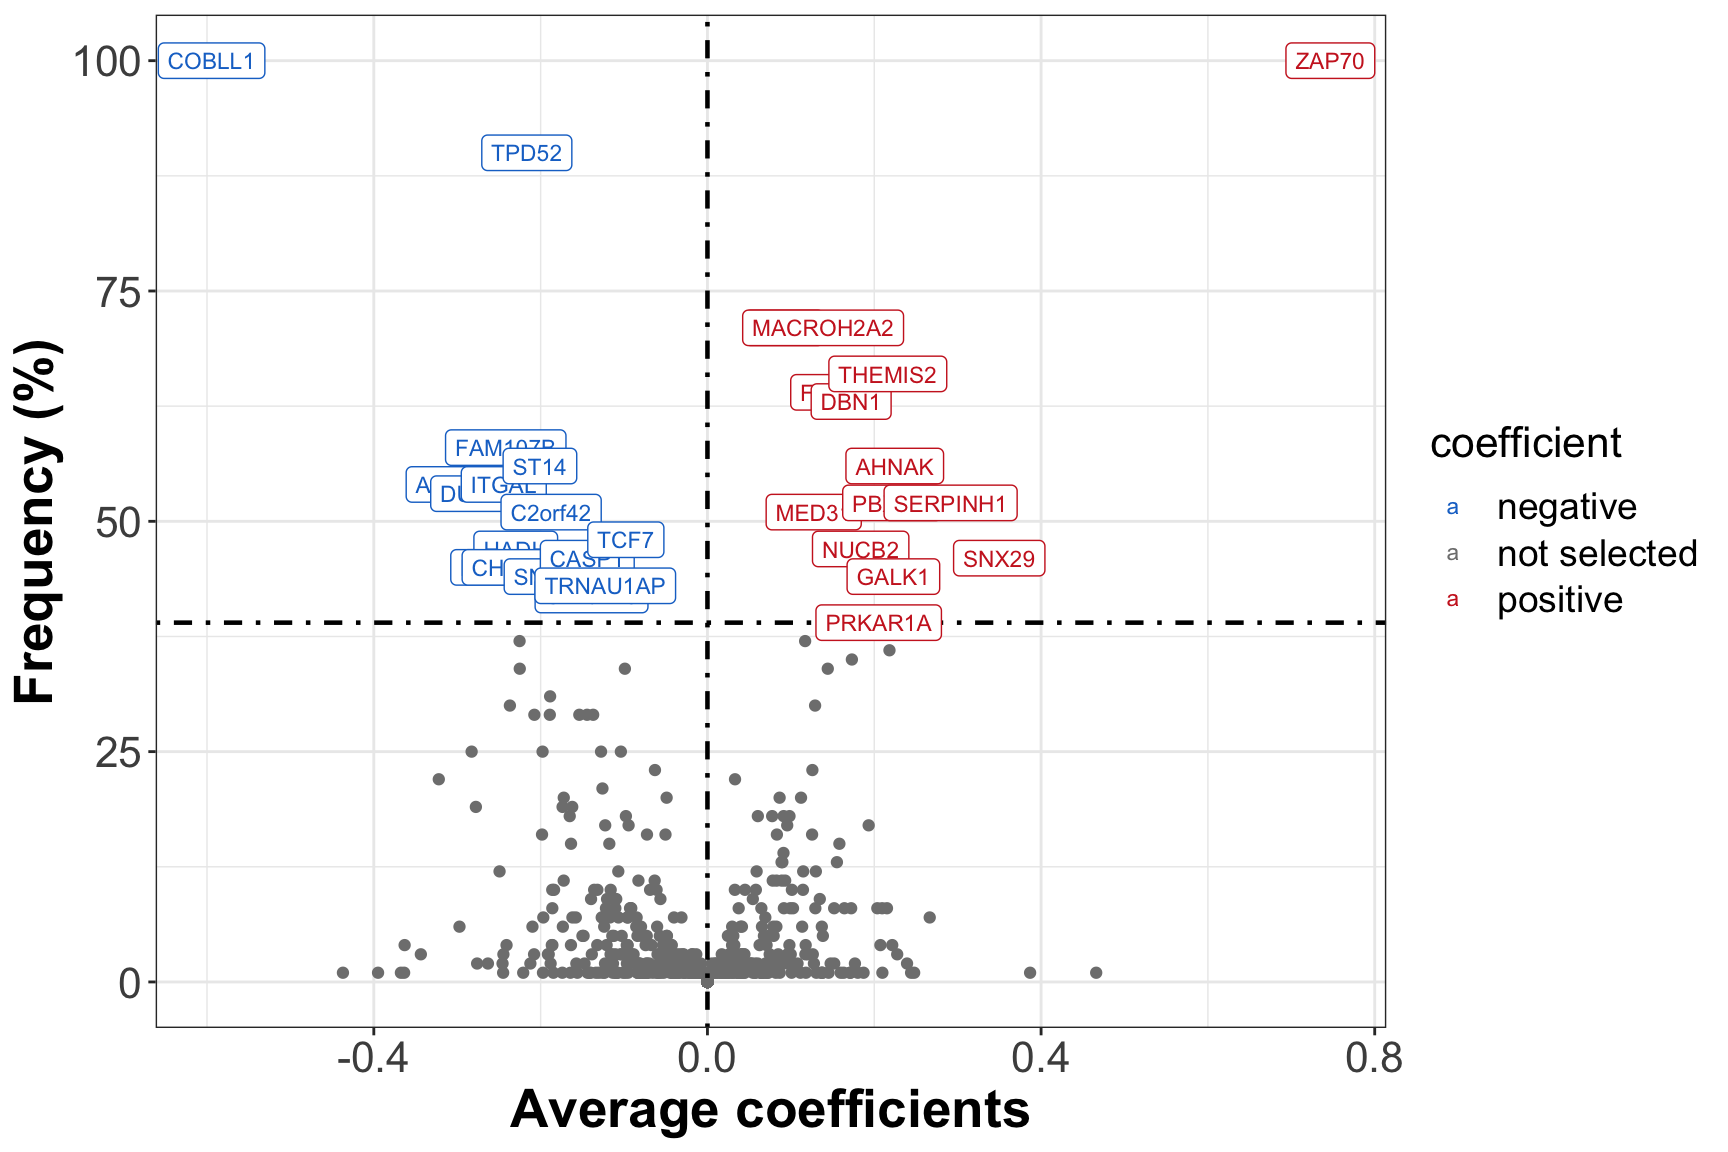 100
75
50
25
0
Frequency (%)
COBLL1
ZAP70
TPD52
MACROH2A2
THEMIS2
DBN1
FAM107B
ST14
AHNAK
ITGAL
SERPINH1
C2orf42
TCF7
NUCB2
SNX29
CASP1
GALK1
TRNAU1AP
PRKAR1A
-0.4
0.0
0.4
0.8
Average coefficients
coefficient
a negative
a not selected
a positive